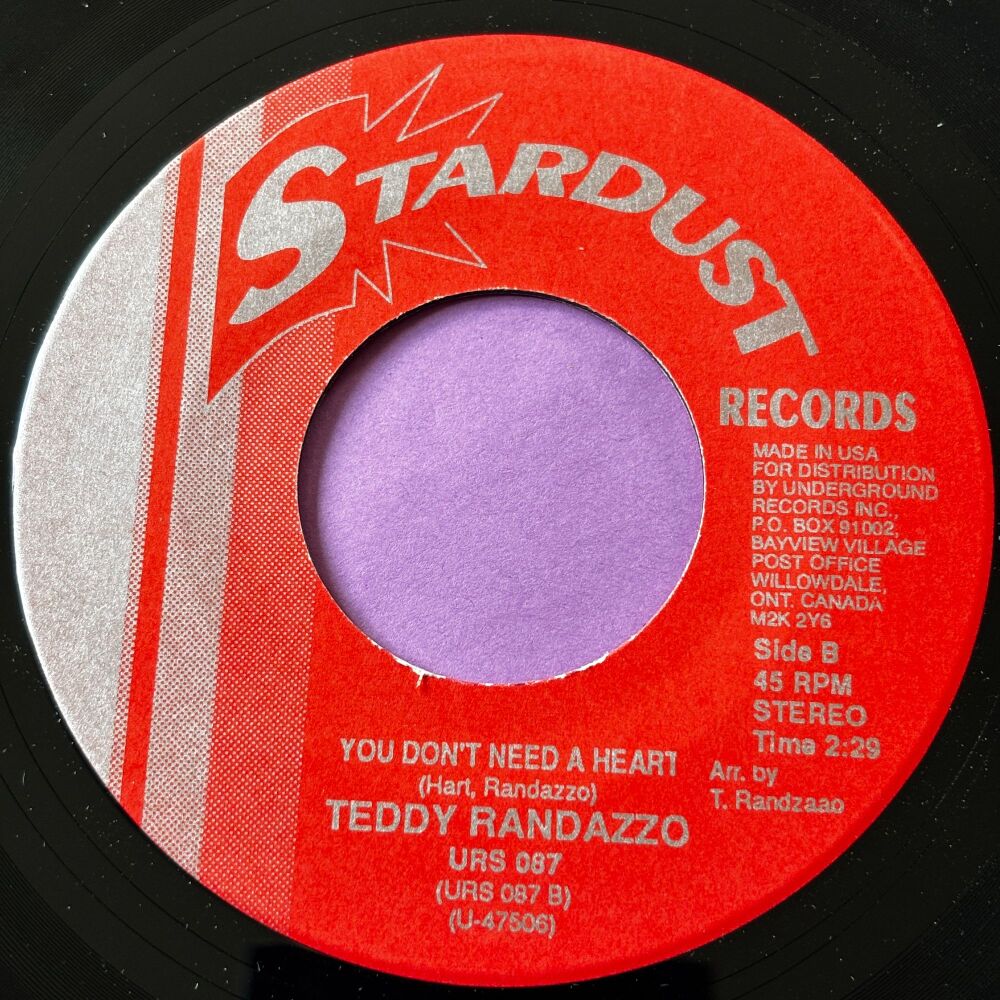 STARDUST
RECORDS
MADE IN USA
FOR DISTRIBUTION
BY UNDERGROUND
RECORDS INC.,
P.O. BOX 91002,
BAYVIEW VILLAGE
POST OFFICE
WILLOWDALE,
ONT. CANADA
M2K 2Y6
Side B
45 RPM
STEREO
Time 2:29
Arr. by
T. Randzaao
YOU DON'T NEED A HEART
(Hart, Randazzo)
TEDDY RANDAZZO
URS 087
(URS 087 B)
(U-47506)